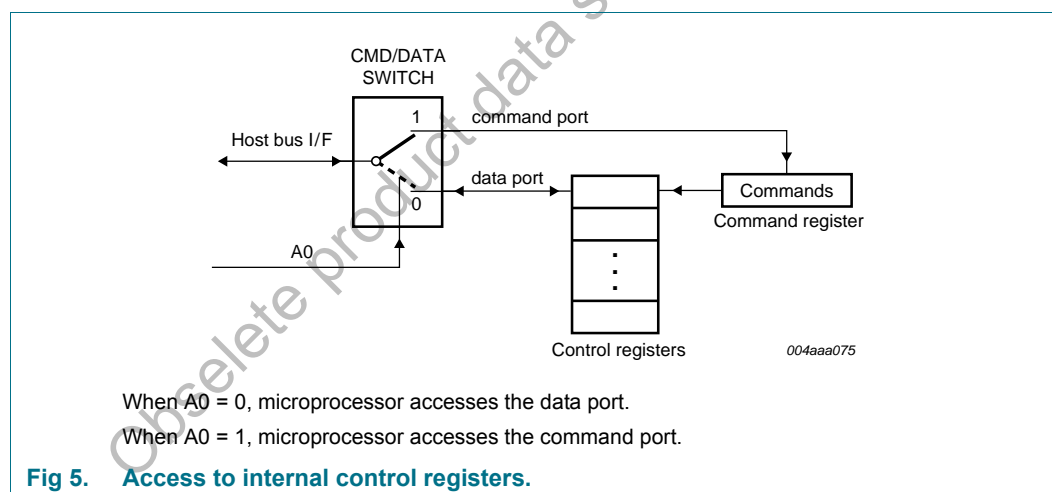 CMD/DATA
SWITCH
1
command port
Host bus I/F
data port
0
Commands
Command register
A0
Control registers
004aaa075
When A0 = 0, microprocessor accesses the data port.
When A0 = 1, microprocessor accesses the command port.
Fig 5. Access to internal control registers.
Obsolete product data s